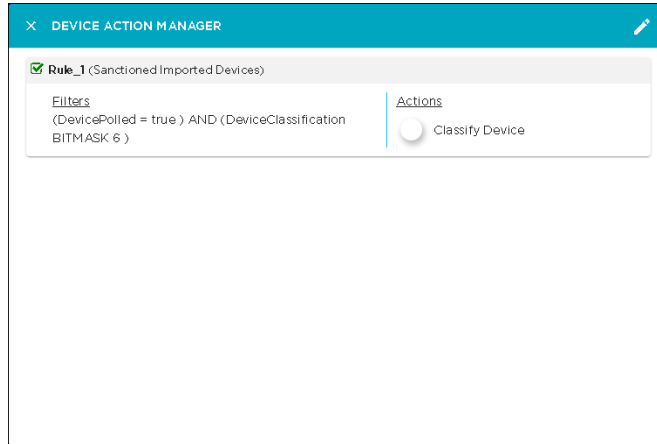 DEVICE ACTION MANAGER
Rule_1 (Sanctioned Imported Devices)
Filters
(DevicePolled = true ) AND (DeviceClassification
BITMASK 6 )
Actions
Classify Device